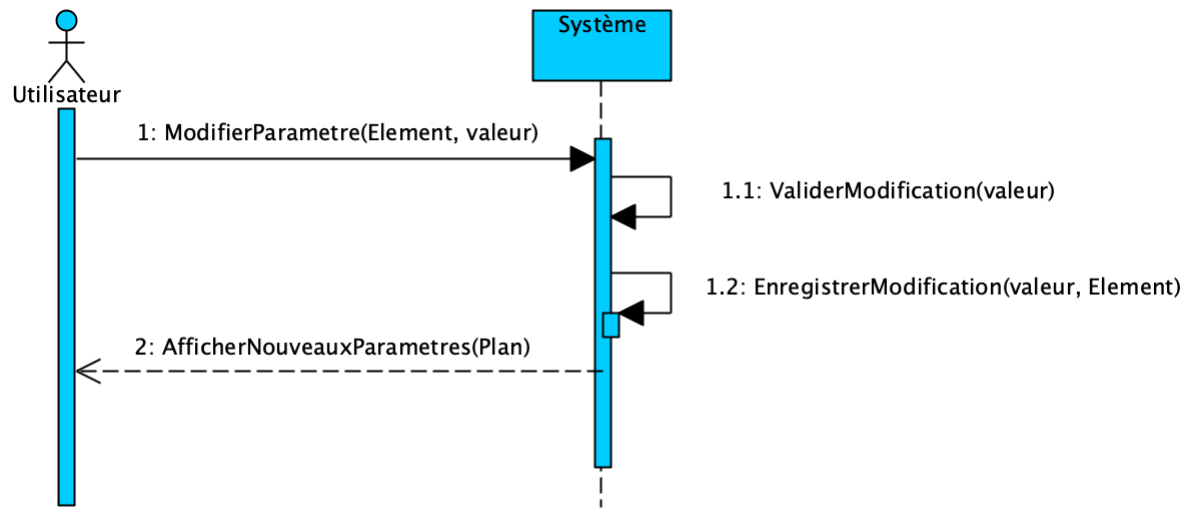 Système
Utilisateur
1: ModifierParametre(Element, valeur)
1.1: ValiderModification(valeur)
1.2: EnregistrerModification(valeur, Element)
2: AfficherNouveauxParametres(Plan)